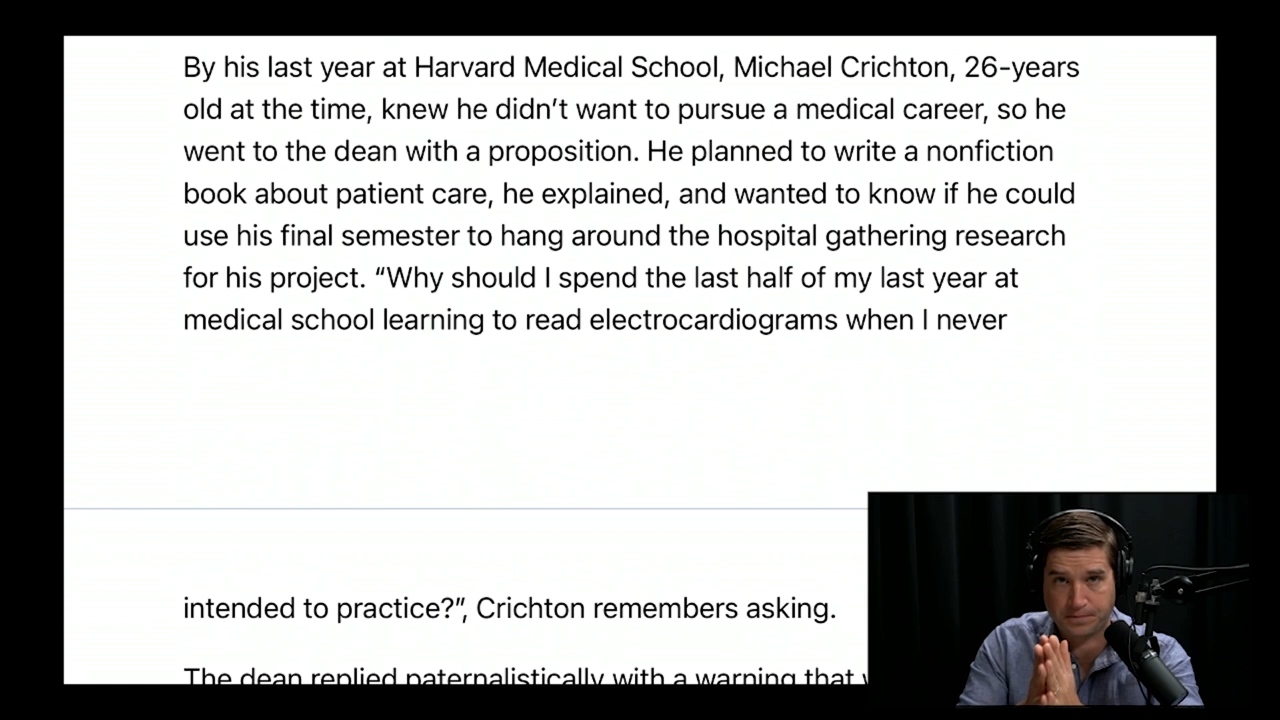 By his last year at Harvard Medical School, Michael Crichton, 26-years
old at the time, knew he didn’t want to pursue a medical career, so he
went to the dean with a proposition. He planned to write a nonfiction
book about patient care, he explained, and wanted to know if he could
use his final semester to hang around the hospital gathering research
for his project. “Why should I spend the last half of my last year at
medical school learning to read electrocardiograms when I never
intended to practice?”, Crichton remembers asking.
The dean replied paternalistically with a warning that